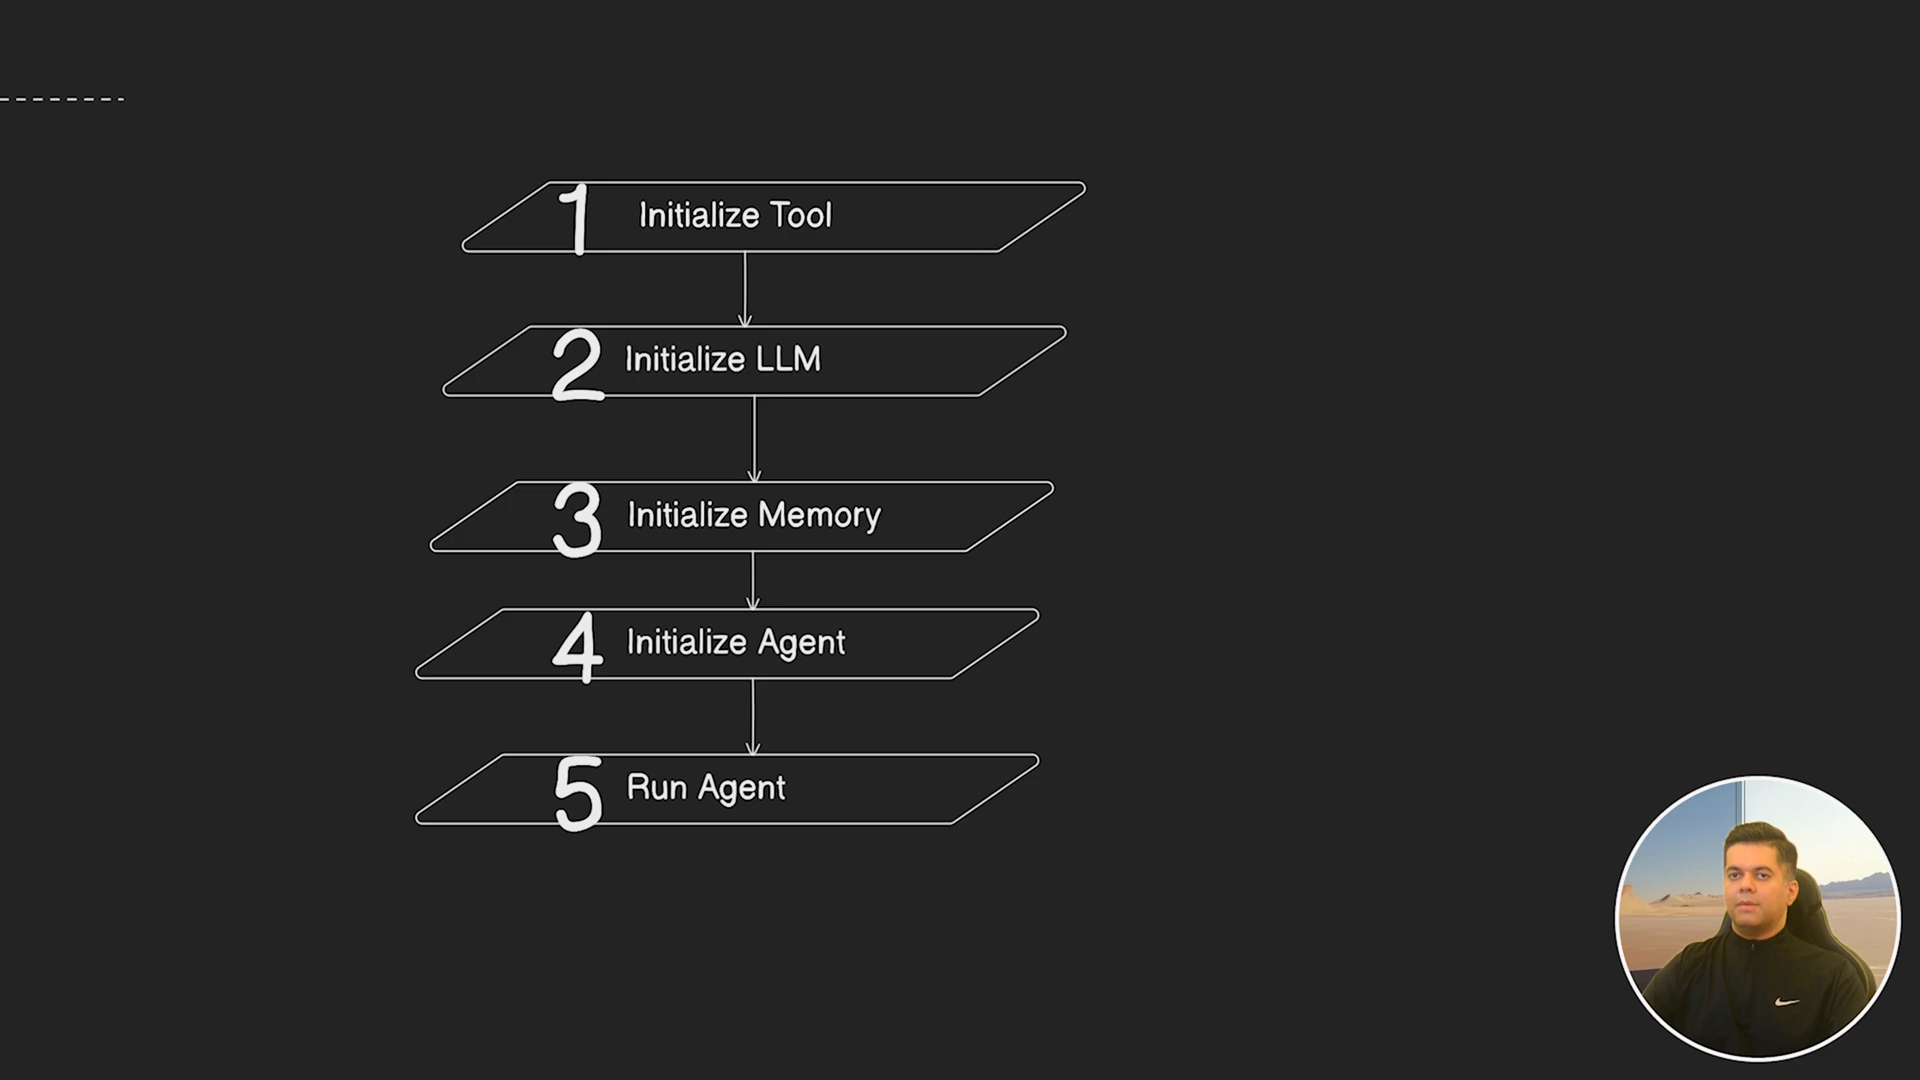 1 Initialize Tool
2 Initialize LLM
3 Initialize Memory
4 Initialize Agent
5 Run Agent